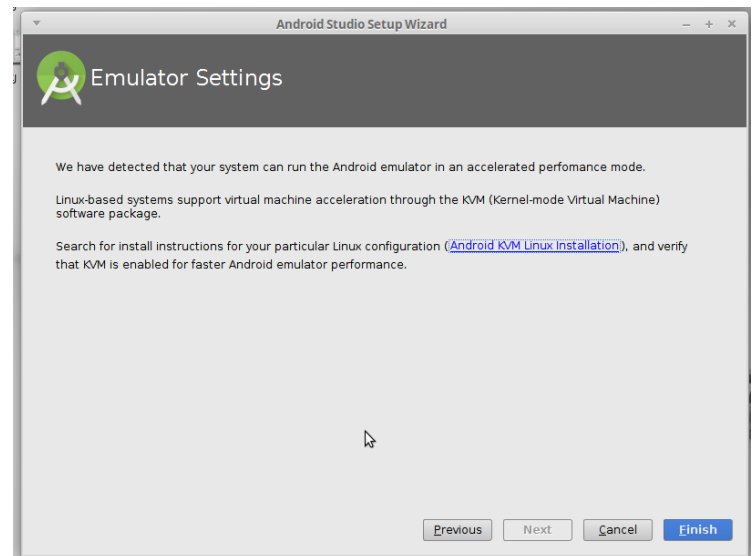 Android Studio Setup Wizard
Emulator Settings
We have detected that your system can run the Android emulator in an accelerated perfomance mode.
Linux-based systems support virtual machine acceleration through the KVM (Kernel-mode Virtual Machine)
software package.
Search for install instructions for your particular Linux configuration (Android KVM Linux Installation), and verify
that KVM is enabled for faster Android emulator performance.
Previous Next Cancel Finish